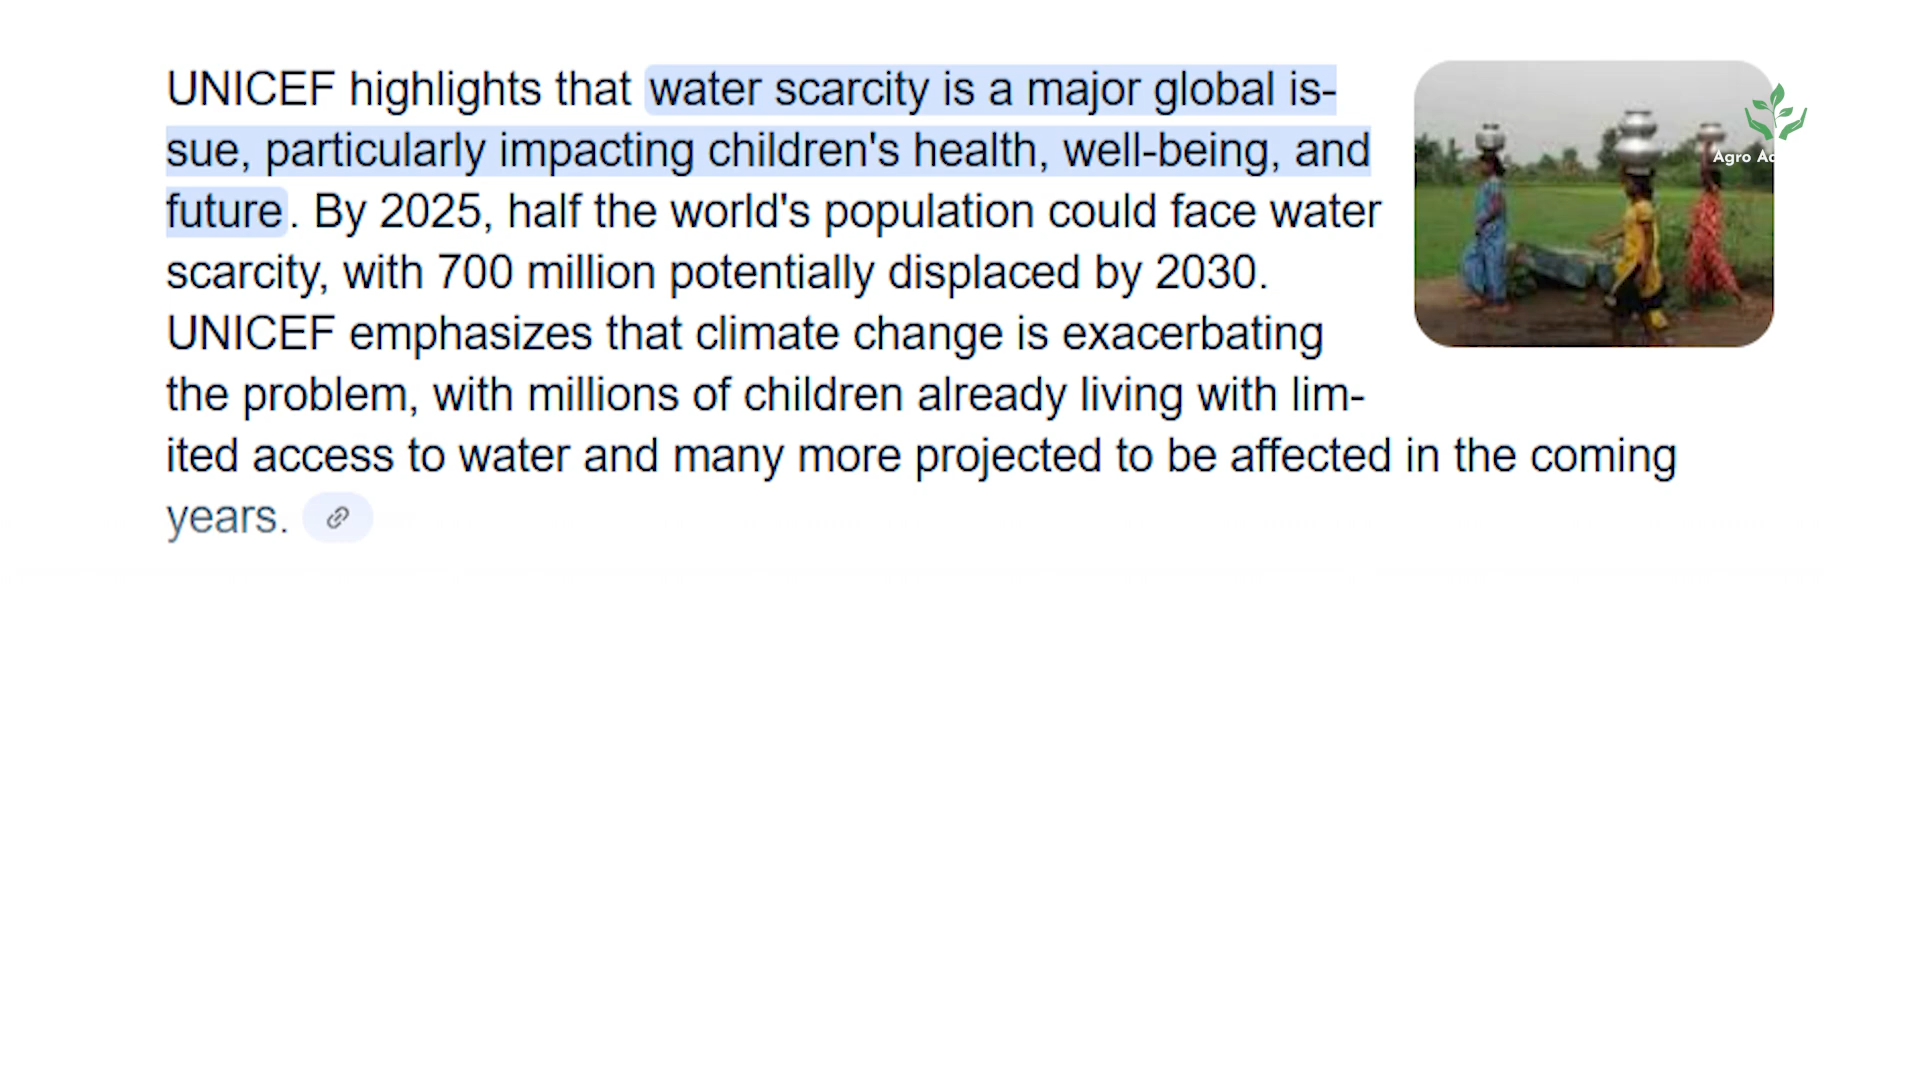 UNICEF highlights that water scarcity is a major global is-
sue, particularly impacting children's health, well-being, and
future. By 2025, half the world's population could face water
scarcity, with 700 million potentially displaced by 2030.
UNICEF emphasizes that climate change is exacerbating
the problem, with millions of children already living with lim-
ited access to water and many more projected to be affected in the coming
years.
Agro